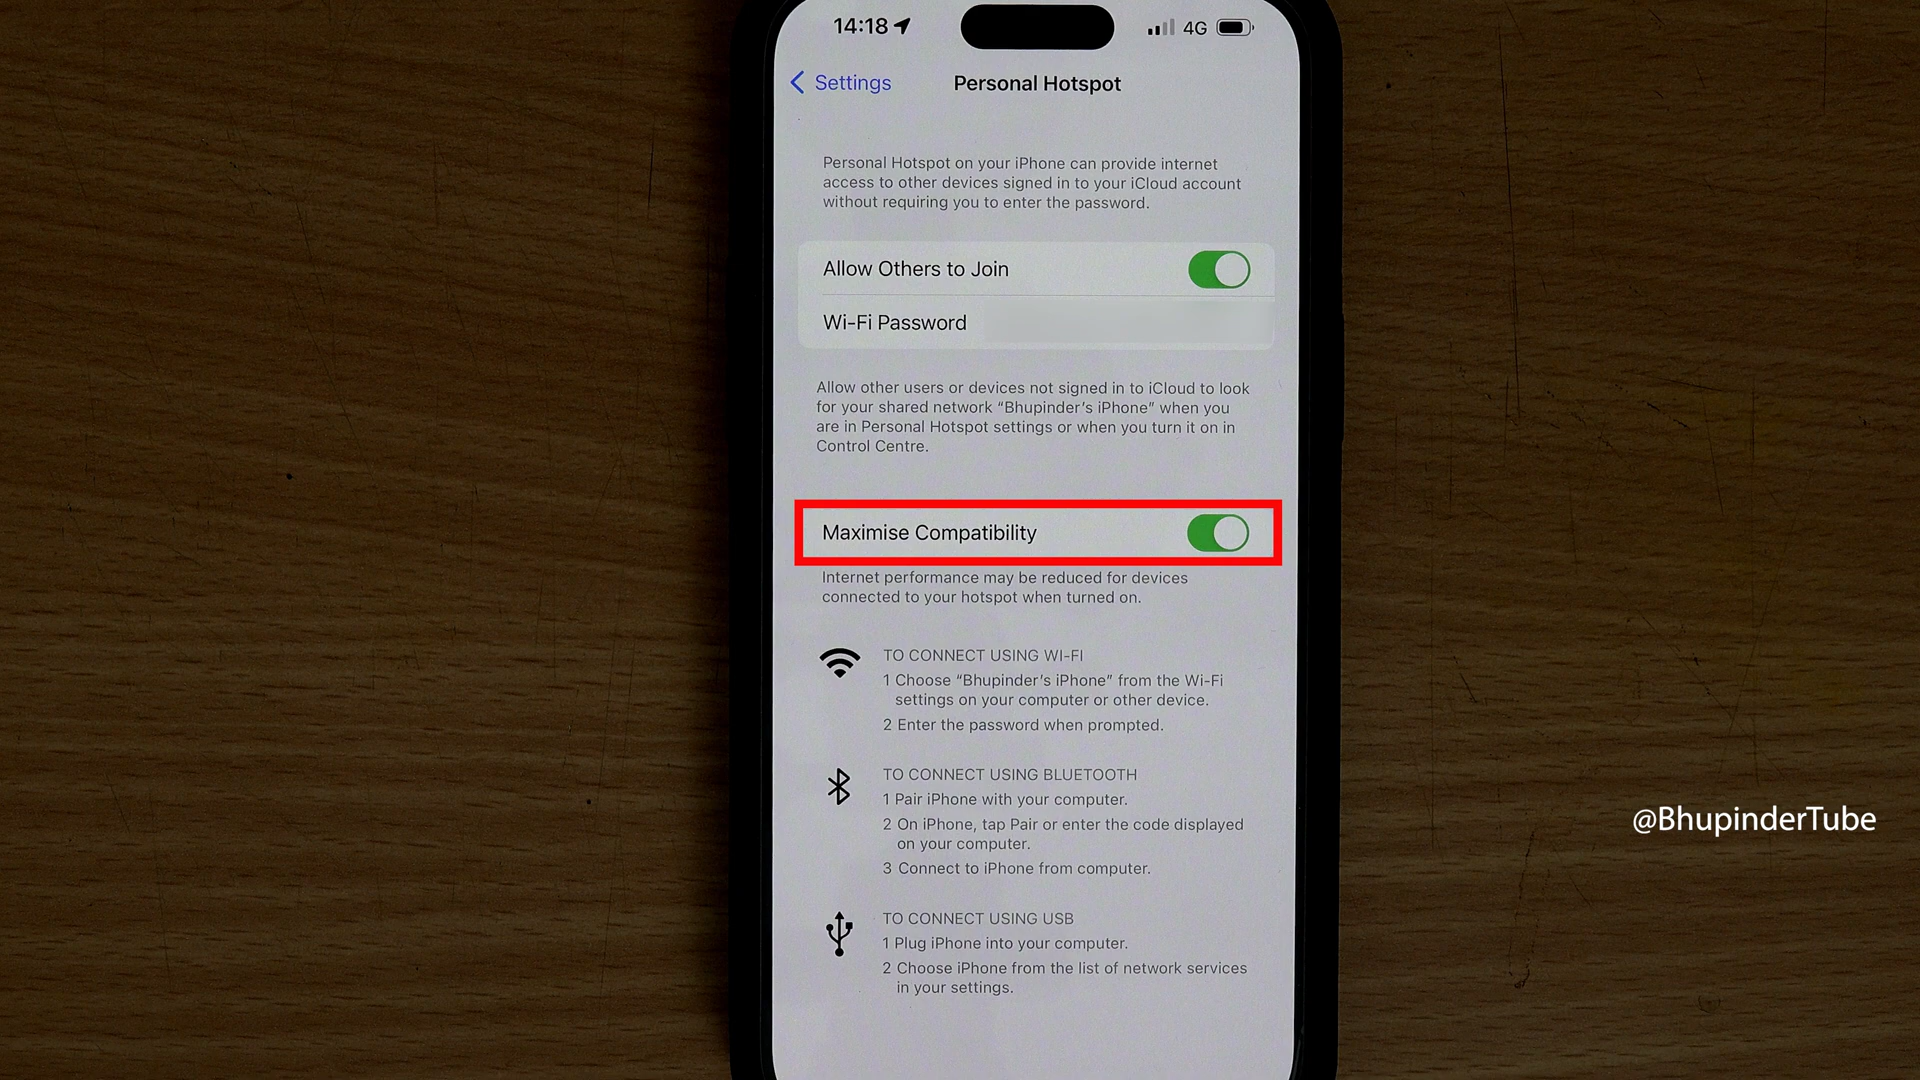 14:18
4G
Settings
Personal Hotspot
Personal Hotspot on your iPhone can provide internet
access to other devices signed in to your iCloud account
without requiring you to enter the password.
Allow Others to Join
Wi-Fi Password
Allow other users or devices not signed in to iCloud to look
for your shared network “Bhupinder’s iPhone” when you
are in Personal Hotspot settings or when you turn it on in
Control Centre.
Maximise Compatibility
Internet performance may be reduced for devices
connected to your hotspot when turned on.
TO CONNECT USING WI-FI
1 Choose “Bhupinder’s iPhone” from the Wi-Fi
settings on your computer or other device.
2 Enter the password when prompted.
TO CONNECT USING BLUETOOTH
1 Pair iPhone with your computer.
2 On iPhone, tap Pair or enter the code displayed
on your computer.
3 Connect to iPhone from computer.
@BhupinderTube
TO CONNECT USING USB
1 Plug iPhone into your computer.
2 Choose iPhone from the list of network services
in your settings.